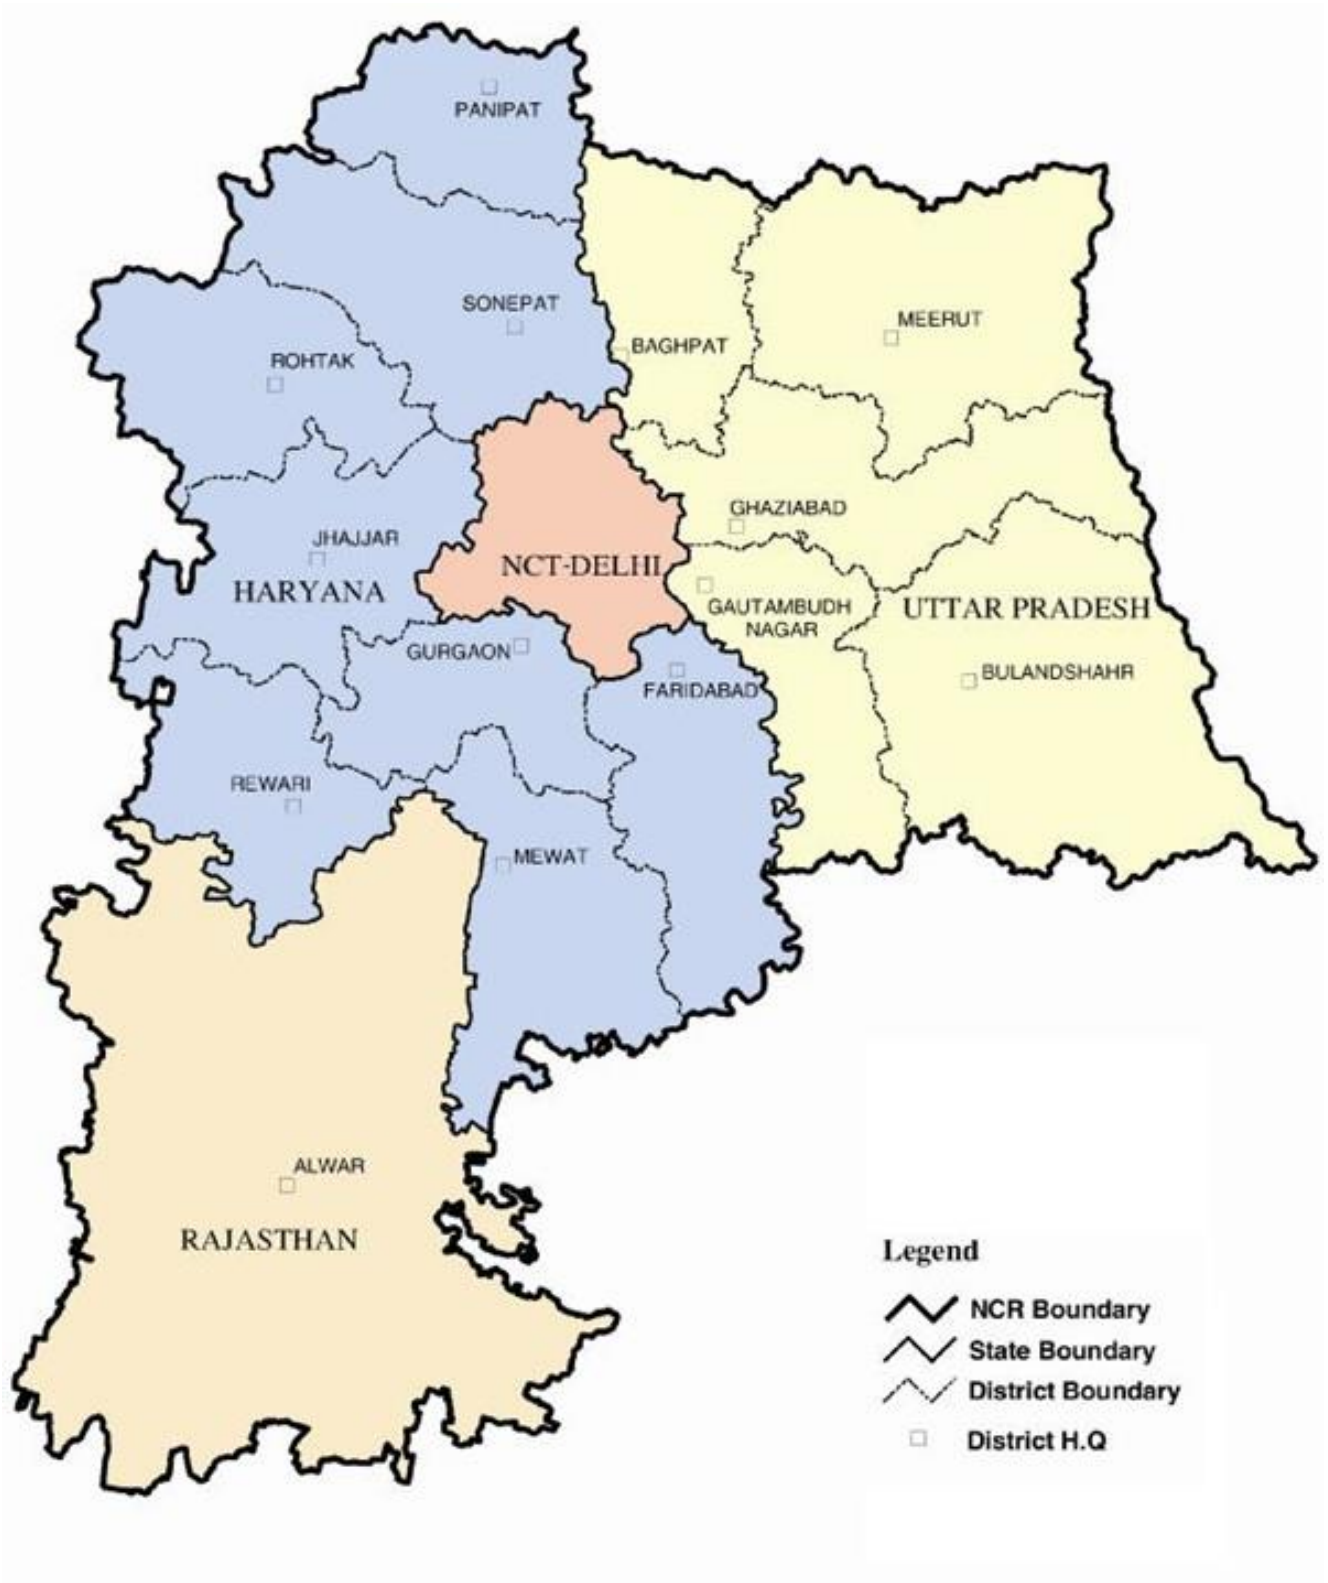 PANIPAT
SONEPAT
MEERUT
BAGHPAT
ROHTAK
GHAZIABAD
JHAJJAR
NCT-DELHI
HARYANA
GAUTAMBUDH
NAGAR
UTTAR PRADESH
GURGAON
BULANDSHAHR
FARIDABAD
REWARI
MEWAT
ALWAR
RAJASTHAN
Legend
NCR Boundary
State Boundary
District Boundary
District H.Q